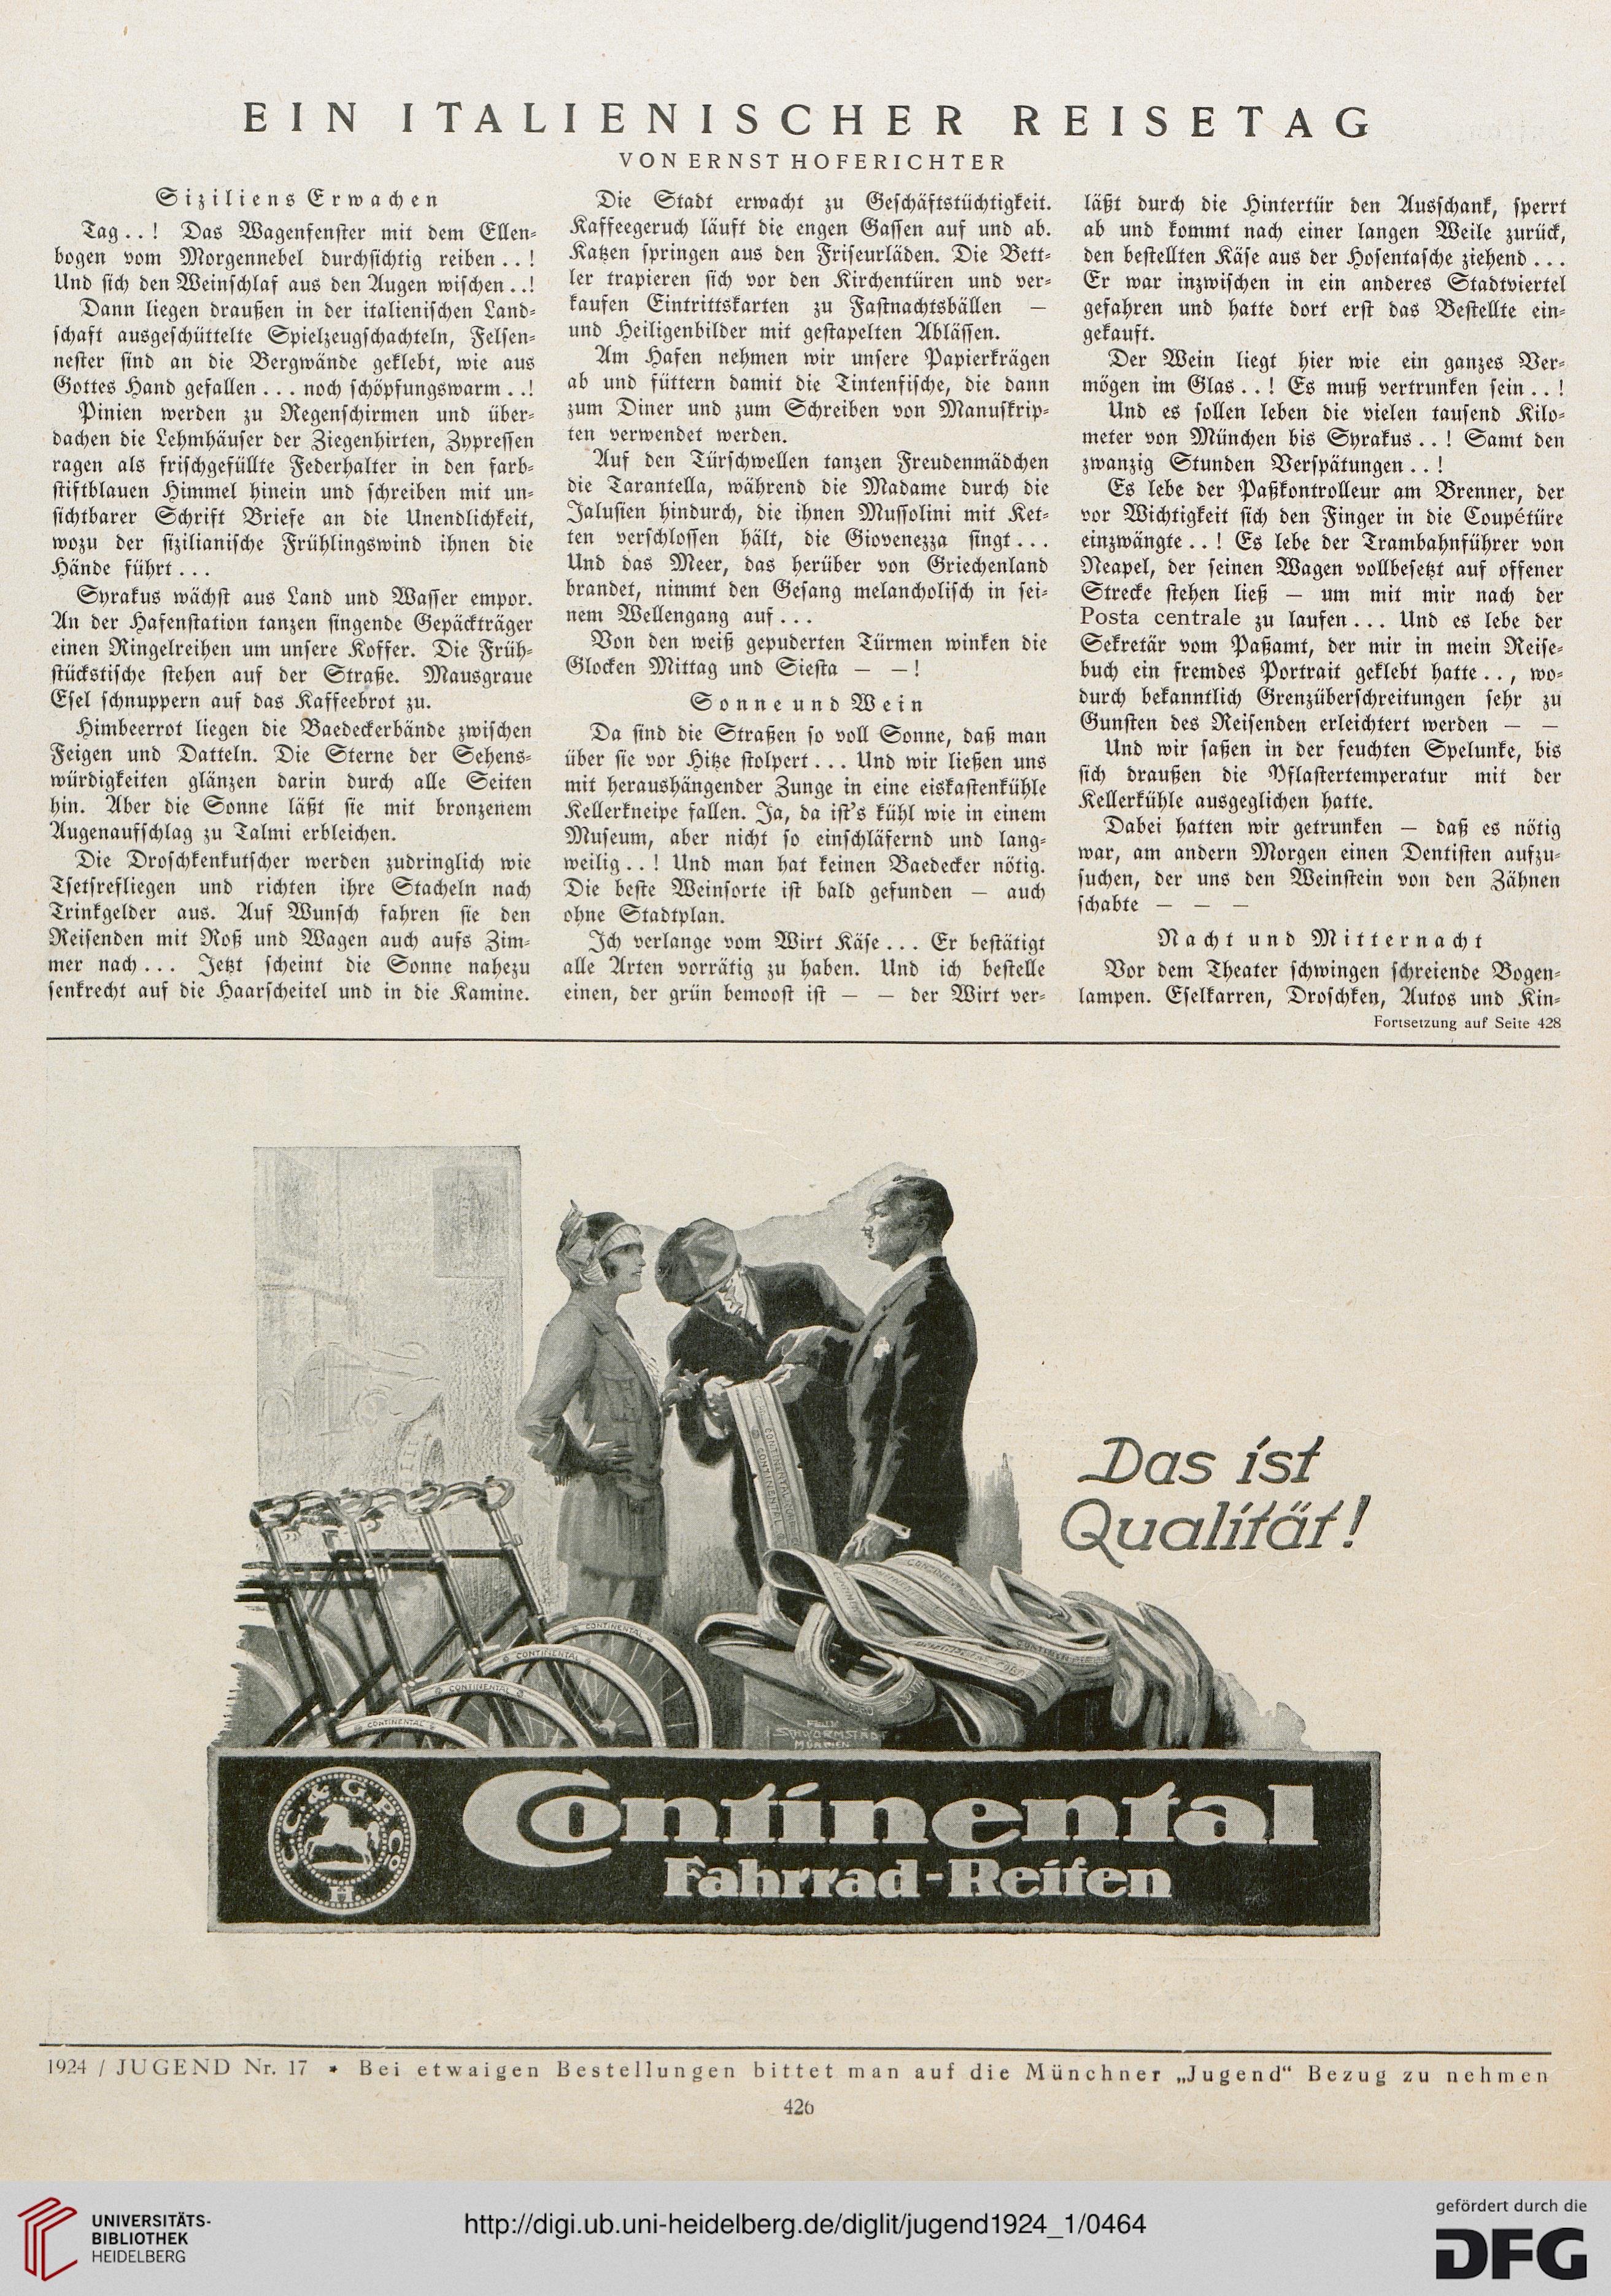 EIN ITALIENISCHER REISETAG
VON ERNST HOFERICHTER
Siziliens Erwachen
Tag..! Das Wagenfenster mit dem Ellen-
bogen vom Morgennebel durchsichtig reiben..!
Und sich den Weinschlaf aus den Augen wischen..!
Dann liegen draußen in der italienischen Land-
schaft ausgeschüttelte Spielzeugschachteln, Felsen-
nester sind an die Bergwände geklebt, wie aus
Gottes Hand gefallen... noch schöpfungswarm..!
Pinien werden zu Regenschirmen und über-
dachen die Lehmhäuser der Ziegenhirten, Zypressen
ragen als frischgefüllte Federhalter in den farb-
stiftblauen Himmel hinein und schreiben mit un-
sichtbarer Schrift Briefe an die Unendlichkeit,
wozu der sizilianische Frühlingswind ihnen die
Hände führt...
Syrakus wächst aus Land und Wasser empor.
An der Hafenstation tanzen singende Gepäckträger
einen Ringelreihen um unsere Koffer. Die Früh-
stückstische stehen auf der Straße. Mausgraue
Esel schnuppern auf das Kaffeebrot zu.
Himbeerrot liegen die Baedeckerbände zwischen
Feigen und Datteln. Die Sterne der Sehens-
würdigkeiten glänzen darin durch alle Seiten
hin. Aber die Sonne läßt sie mit bronzenem
Augenaufschlag zu Talmi erbleichen.
Die Droschkenkutscher werden zudringlich wie
Tsetsefliegen und richten ihre Stacheln nach
Trinkgelder aus. Auf Wunsch fahren sie den
Reisenden mit Roß und Wagen auch aufs Zim-
mer nach... Jetzt scheint die Sonne nahezu
senkrecht auf die Haarscheitel und in die Kamine.
Die Stadt erwacht zu Geschäftstüchtigkeit.
Kaffeegeruch läuft die engen Gassen auf und ab.
Katzen springen aus den Friseurläden. Die Bett-
ler trapieren sich vor den Kirchentüren und ver-
kaufen Eintrittskarten zu Fastnachtsbällen —
und Heiligenbilder mit gestapelten Ablässen.
Am Hafen nehmen wir unsere Papierkrägen
ab und füttern damit die Tintenfische, die dann
zum Diner und zum Schreiben von Manuskrip-
ten verwendet werden.
Auf den Türschwellen tanzen Freudenmädchen
die Tarantella, während die Madame durch die
Jalusien hindurch, die ihnen Mussolini mit Ket-
ten verschlossen hält, die Giovenezza singt...
Und das Meer, das herüber von Griechenland
brandet, nimmt den Gesang melancholisch in sei-
nem Wellengang auf...
Von den weiß gepuderten Türmen winken die
Glocken Mittag und Siesta — —!
Sonne und Wein
Da sind die Straßen so voll Sonne, daß man
über sie vor Hitze stolpert... Und wir ließen uns
mit heraushängender Zunge in eine eiskastenkühle
Kellerkneipe fallen. Ja, da ist's kühl wie in einem
Museum, aber nicht so einschläfernd und lang-
weilig..! Und man hat keinen Baedecker nötig.
Die beste Weinsorte ist bald gefunden — auch
ohne Stadtplan.
Ich verlange vom Wirt Käse... Er bestätigt
alle Arten vorrätig zu haben. Und ich bestelle
einen, der grün bemoost ist — — der Wirt ver-
läßt durch die Hintertür den Ausschank, sperrt
ab und kommt nach einer langen Weile zurück,
den bestellten Käse aus der Hosentasche ziehend...
Er war inzwischen in ein anderes Stadtviertel
gefahren und hatte dort erst das Bestellte ein-
gekauft.
Der Wein liegt hier wie ein ganzes Ver-
mögen im Glas..! Es muß vertrunken sein..!
Und es sollen leben die vielen tausend Kilo-
meter von München bis Syrakus..! Samt den
zwanzig Stunden Verspätungen..!
Es lebe der Paßkontrolleur am Brenner, der
vor Wichtigkeit sich den Finger in die Coupétüre
einzwängte..! Es lebe der Trambahnführer von
Neapel, der seinen Wagen vollbesetzt auf offener
Strecke stehen ließ — um mit mir nach der
Posta centrale zu laufen... Und es lebe der
Sekretär vom Paßamt, der mir in mein Reise-
buch ein fremdes Portrait geklebt hatte.., wo-
durch bekanntlich Grenzüberschreitungen sehr zu
Gunsten des Reisenden erleichtert werden — —
Und wir saßen in der feuchten Spelunke, bis
sich draußen die Pflastertemperatur mit der
Kellerkühle ausgeglichen hatte.
Dabei hatten wir getrunken — daß es nötig
war, am andern Morgen einen Dentisten aufzu-
suchen, der uns den Weinstein von den Zähnen
schabte — — —
Nacht und Mitternacht
Vor dem Theater schwingen schreiende Bogen-
lampen. Eselkarren, Droschken, Autos und Kin-
Fortsetzung auf Seite 428
Das ist
Qualität!
CONTINENTAL
CONTINENTAL
CONTINENTAL
CONTINENTAL
CONTINENTAL
CONTINENTAL
FELIX
SCHWORMSTÄDT
MÜNCHEN
C. C. & G. P. Co.
H.
Continental
Fahrrad-Reifen
1924 / JUGEND Nr. 17 * Bei etwaigen Bestellungen bittet man auf die Münchner „Jugend“ Bezug zu nehmen
426
UNIVERSITÄTS-
BIBLIOTHEK
HEIDELBERG
http://digi.ub.uni-heidelberg.de/diglit/jugend1924_1/0464
gefördert durch die
DFG